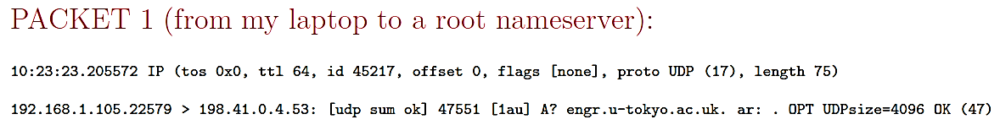 PACKET 1 (from my laptop to a root nameserver):
10:23:23.205572 IP (tos 0x0, ttl 64, id 45217, offset 0, flags [none], proto UDP (17), length 75)
192.168.1.105.22579 > 198.41.0.4.53: [udp sum ok] 47551 [1au] A? engr.u-tokyo.ac.uk. ar: . OPT UDPsize=4096 OK (47)